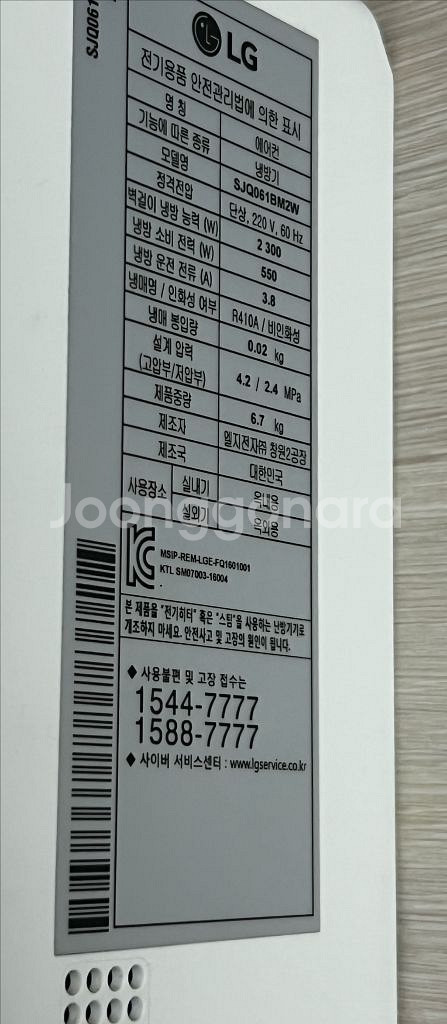 SJQ061
LG
전기용품 안전관리법에 의한 표시
명 칭 에어컨
기능에 따른 종류 냉방기
모델명 SJQ061BM2W
정격전압 단상, 220 V, 60 Hz
벽걸이 냉방 능력 (W) 2 300
냉방 소비 전력 (W) 550
냉방 운전 전류 (A) 3.8
냉매명 / 인화성 여부 R410A / 비인화성
냉매 봉입량 0.02 kg
설계 압력
(고압부/저압부) 4.2 / 2.4 MPa
제품중량 6.7 kg
제조자 엘지전자㈜ 창원2공장
제조국 대한민국
사용장소 실내기 옥내용
실외기 옥외용
Joonggonara
MSIP-REM-LGE-FQ1601001
KTL SM07003-16004
본 제품을 "전기히터" 혹은 "스팀"을 사용하는 난방기기로
개조하지 마세요. 안전사고 및 고장의 원인이 됩니다.
◆ 사용불편 및 고장 접수는
1544-7777
1588-7777
◆ 사이버 서비스센터 : www.lgservice.co.kr